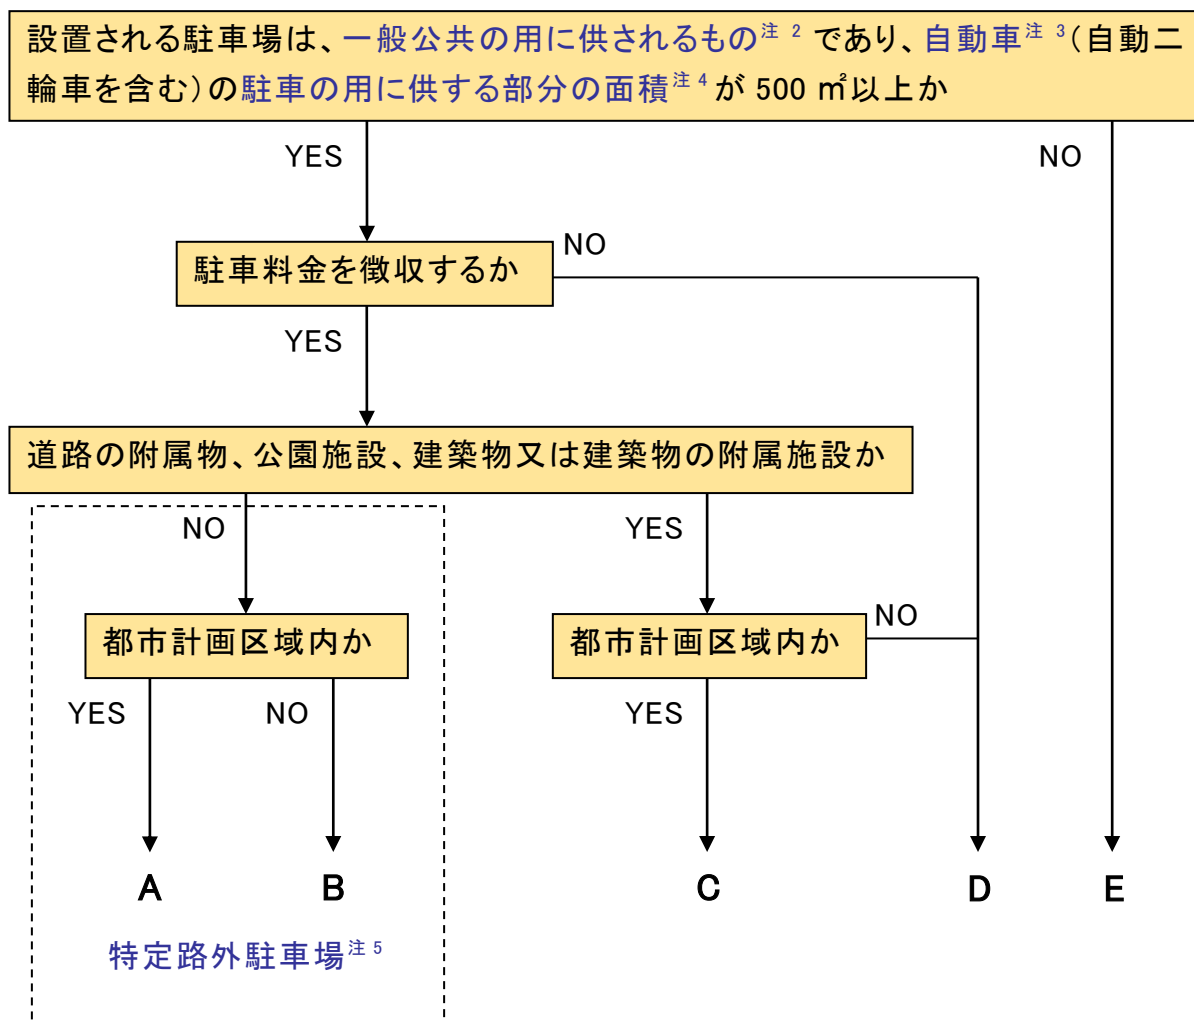 設置される駐車場は、一般公共の用に供されるもの注 2 であり、自動車注 3(自動二
輪車を含む)の駐車の用に供する部分の面積注 4 が 500 ㎡以上か
YES
NO
駐車料金を徴収するか
NO
YES
道路の附属物、公園施設、建築物又は建築物の附属施設か
NO
YES
都市計画区域内か
都市計画区域内か
NO
YES
NO
YES
A
B
C
D
E
特定路外駐車場注 5